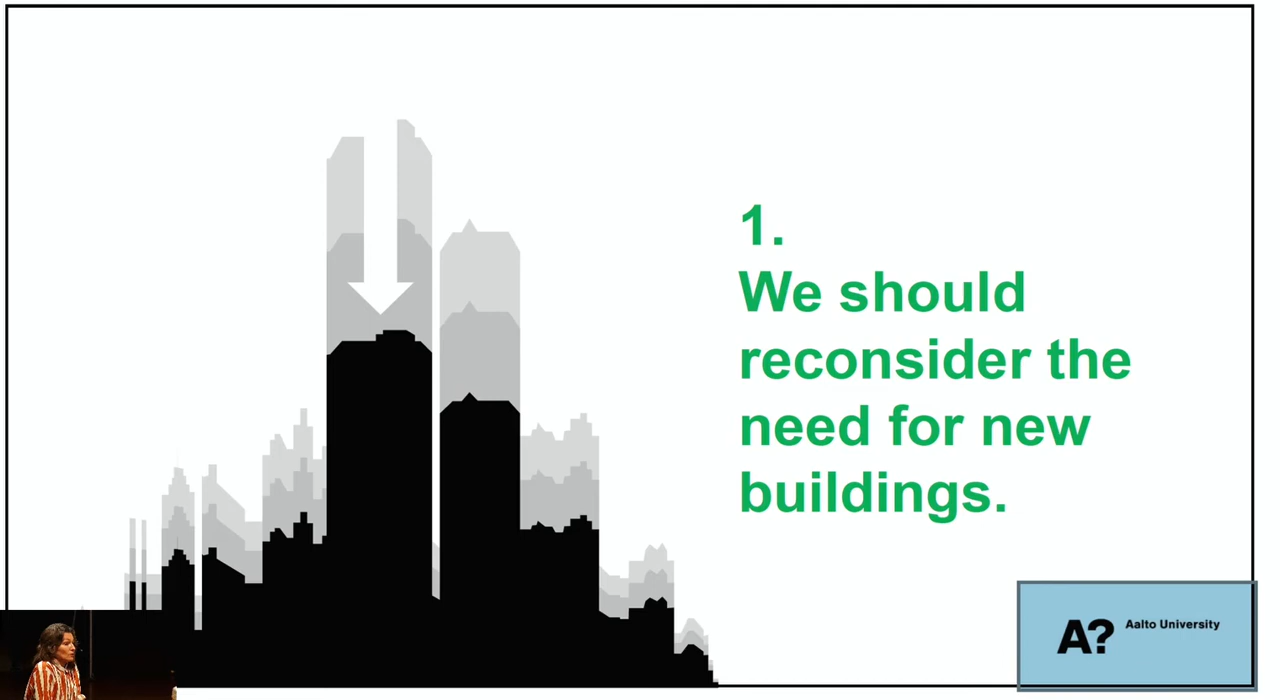 1.
We should
reconsider the
need for new
buildings.
A? Aalto University